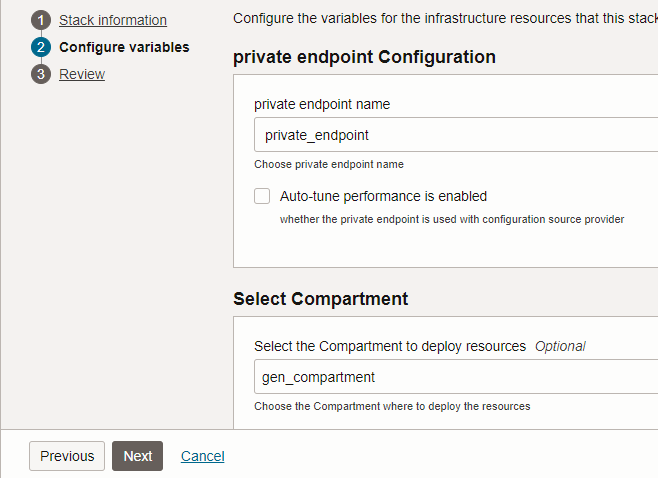 1 Stack information
2 Configure variables
3 Review
Configure the variables for the infrastructure resources that this stack
private endpoint Configuration
private endpoint name
private_endpoint
Choose private endpoint name
Auto-tune performance is enabled
whether the private endpoint is used with configuration source provider
Select Compartment
Select the Compartment to deploy resources Optional
gen_compartment
Choose the Compartment where to deploy the resources
Previous Next Cancel